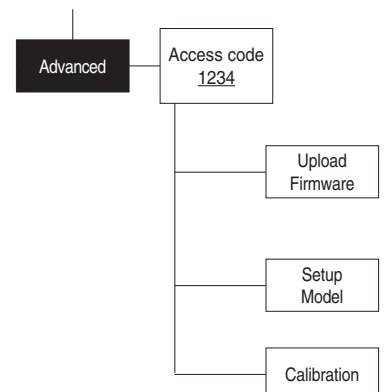 Advanced
Access code
1234
Upload
Firmware
Setup
Model
Calibration